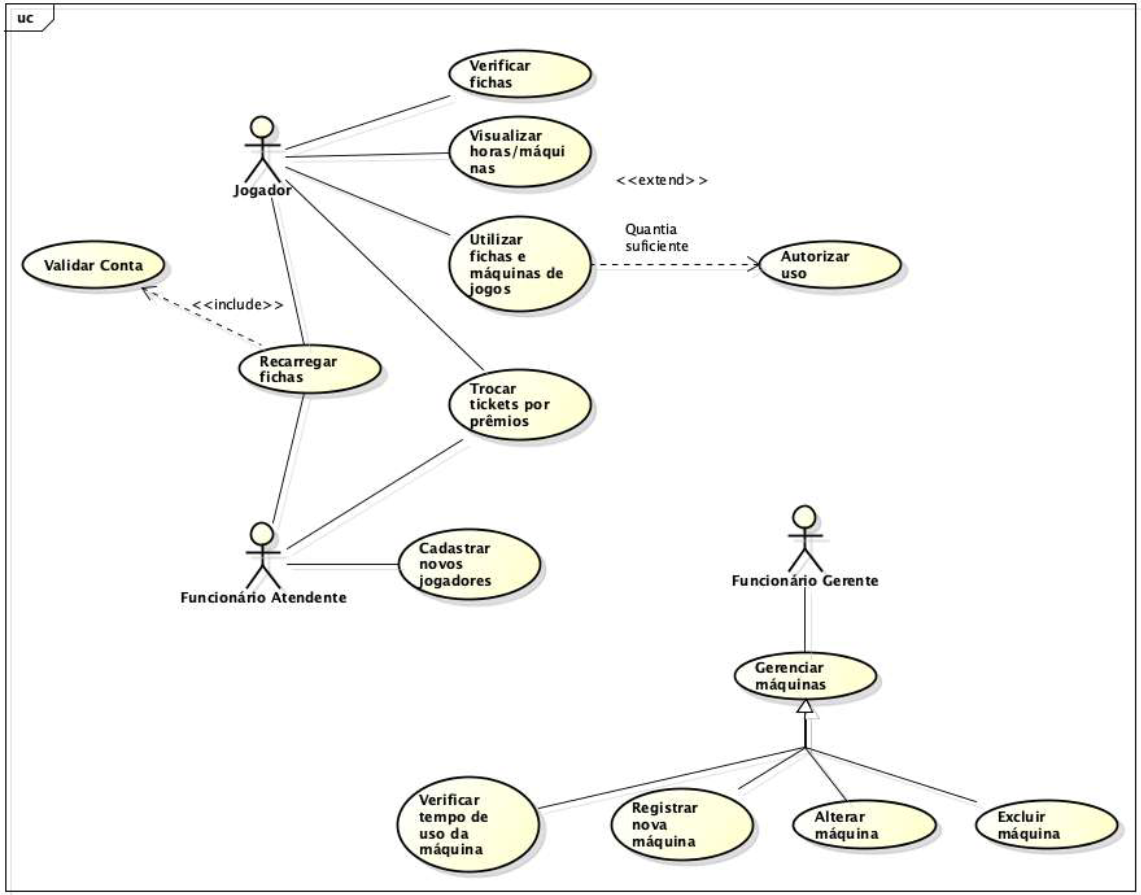 uc
Verificar
fichas
Visualizar
horas/máqui
nas
Jogador
<<extend>>
Utilizar
fichas e
máquinas de
jogos
Quantia
suficiente
Autorizar
uso
Validar Conta
<<include>>
Recarregar
fichas
Trocar
tickets por
prêmios
Cadastrar
novos
jogadores
Funcionário Atendente
Funcionário Gerente
Gerenciar
máquinas
Verificar
tempo de
uso da
máquina
Registrar
nova
máquina
Alterar
máquina
Excluir
máquina